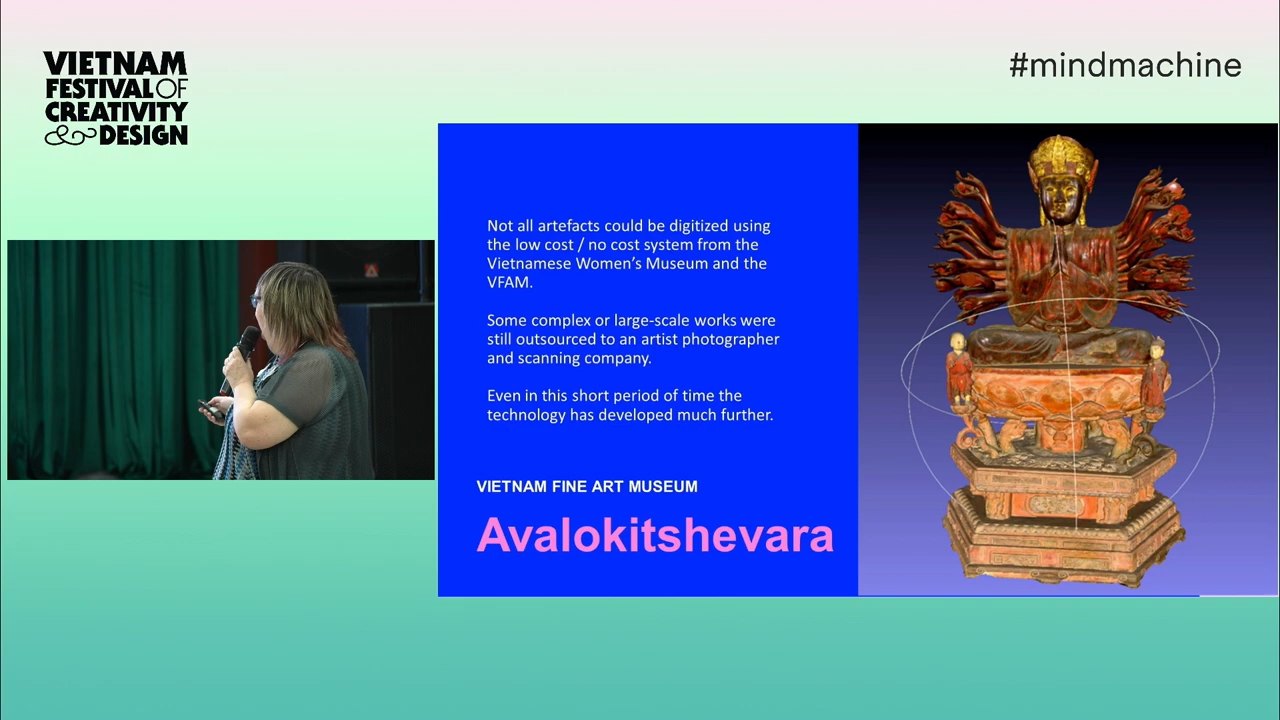 VIETNAM
FESTIVAL OF
CREATIVITY
& DESIGN
#mindmachine
Not all artefacts could be digitized using
the low cost / no cost system from the
Vietnamese Women’s Museum and the
VFAM.
Some complex or large-scale works were
still outsourced to an artist photographer
and scanning company.
Even in this short period of time the
technology has developed much further.
VIETNAM FINE ART MUSEUM
Avalokitshevara